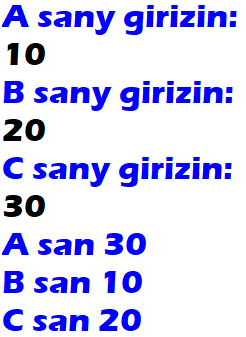 A sany girizin:
10
B sany girizin:
20
C sany girizin:
30
A san 30
B san 10
C san 20